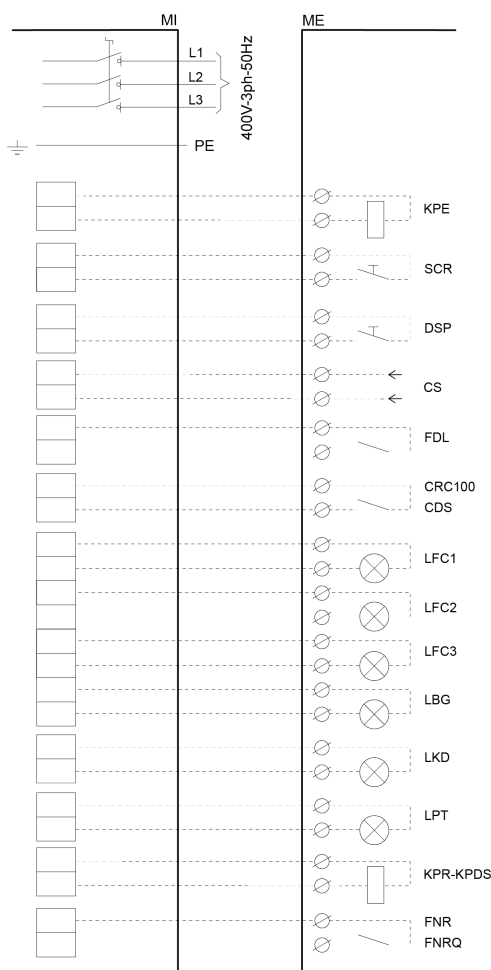 MI
ME
L1
L2
L3
400V-3ph-50Hz
PE
KPE
SCR
DSP
CS
FDL
CRC100
CDS
LFC1
LFC2
LFC3
LBG
LKD
LPT
KPR-KPDS
FNR
FNRQ